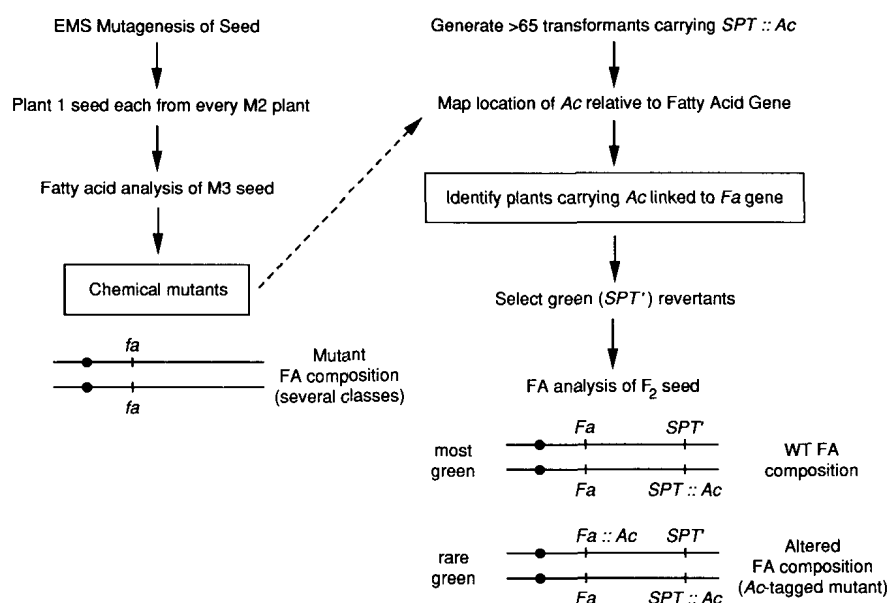 EMS Mutagenesis of Seed
Plant 1 seed each from every M2 plant
Fatty acid analysis of M3 seed
Chemical mutants
fa
fa
Mutant
FA composition
(several classes)
Generate >65 transformants carrying SPT :: Ac
Map location of Ac relative to Fatty Acid Gene
Identify plants carrying Ac linked to Fa gene
Select green (SPT') revertants
FA analysis of F2 seed
most
green
Fa SPT'
Fa SPT :: Ac
WT FA
composition
rare
green
Fa :: Ac SPT'
Fa SPT :: Ac
Altered
FA composition
(Ac-tagged mutant)